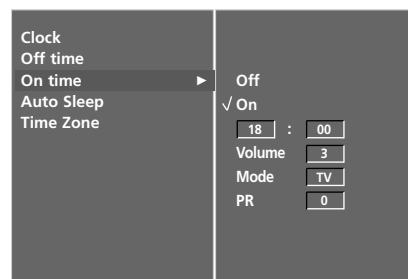 Clock
Off time
On time ►
Auto Sleep
Time Zone
Off
√ On
18 : 00
Volume 3
Mode TV
PR 0